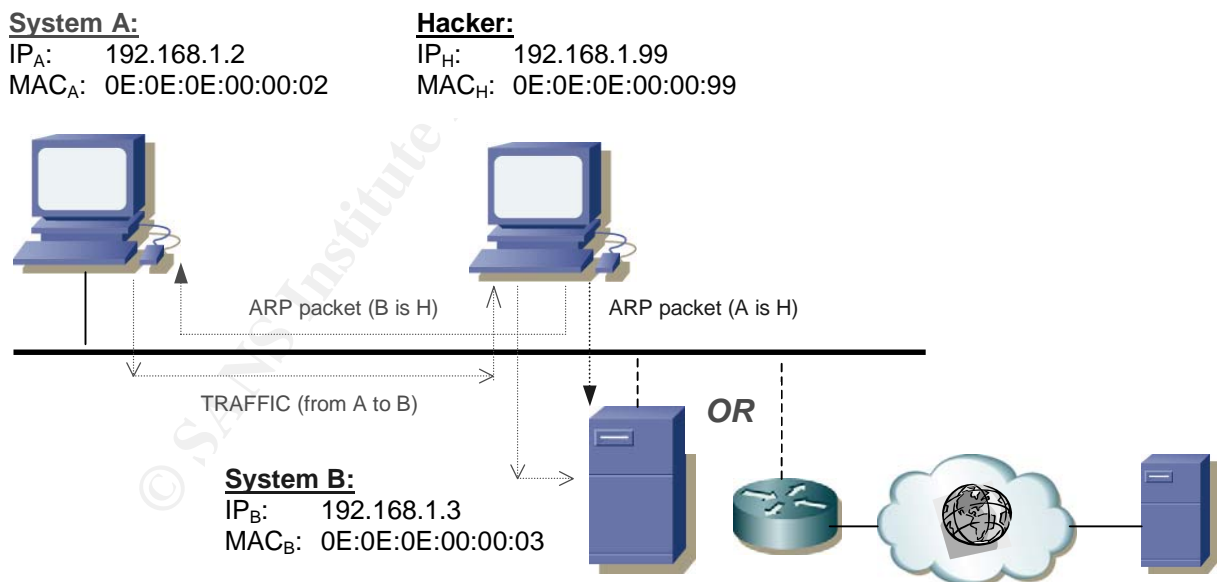 System A:
IPA: 192.168.1.2
MACA: 0E:0E:0E:00:00:02
Hacker:
IPH: 192.168.1.99
MACH: 0E:0E:0E:00:00:99
ARP packet (B is H)
ARP packet (A is H)
TRAFFIC (from A to B)
OR
System B:
IPB: 192.168.1.3
MACB: 0E:0E:0E:00:00:03
© SANS Institute